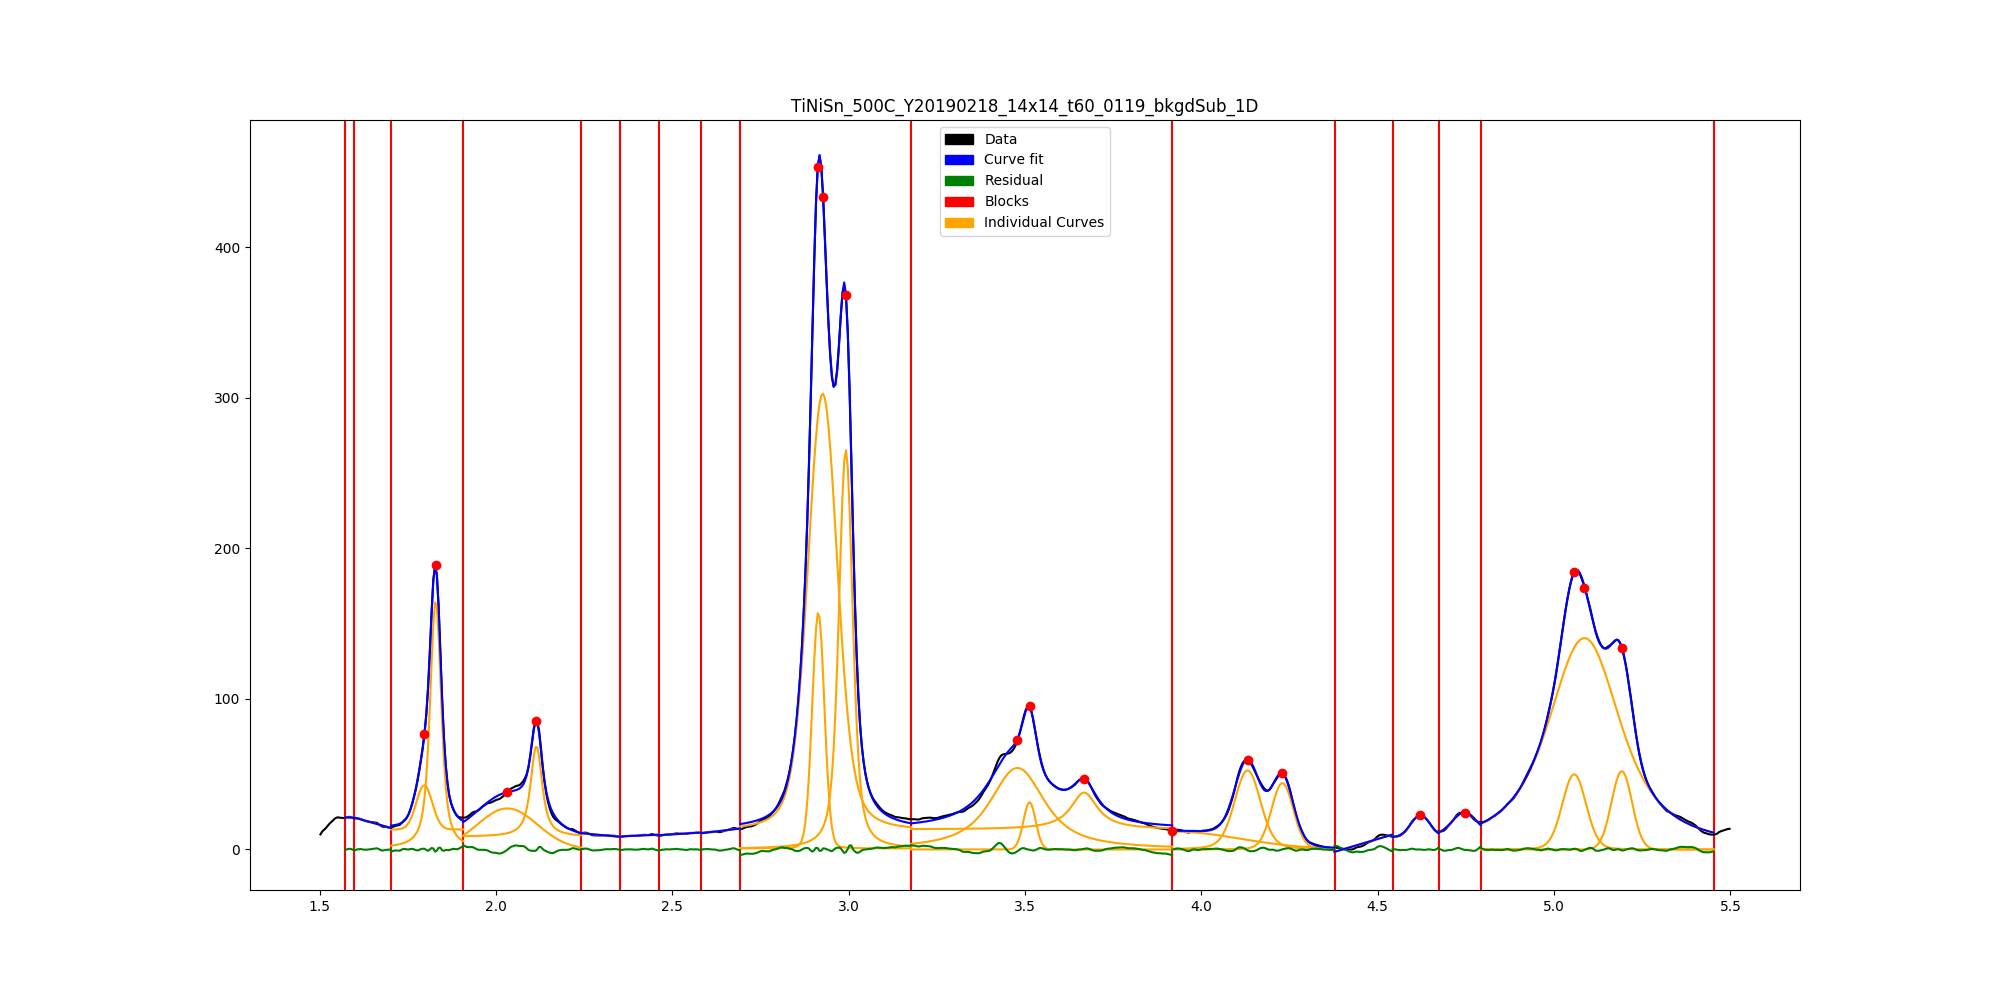 TiNiSn_500C_Y20190218_14x14_t60_0119_bkgdSub_1D
Data
Curve fit
Residual
Blocks
Individual Curves
400
300
200
100
0
1.5 2.0 2.5 3.0 3.5 4.0 4.5 5.0 5.5